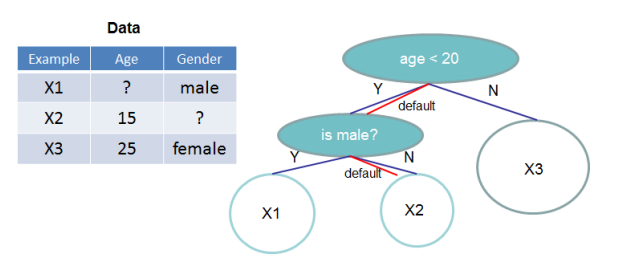 Data
Example Age Gender
X1 ? male
X2 15 ?
X3 25 female
age < 20
Y N
default
is male?
Y N
default
X1 X2 X3